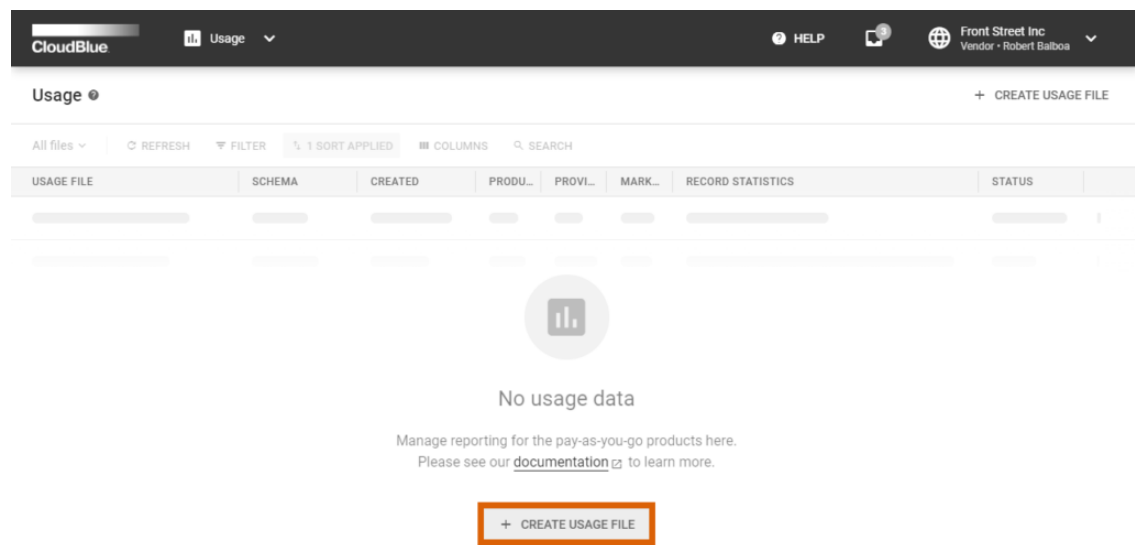 CloudBlue
Usage
HELP
3
Front Street Inc
Vendor • Robert Balboa
Usage
+ CREATE USAGE FILE
All files
REFRESH
FILTER
1 SORT APPLIED
COLUMNS
SEARCH
USAGE FILE
SCHEMA
CREATED
PRODU...
PROVI...
MARK...
RECORD STATISTICS
STATUS
No usage data
Manage reporting for the pay-as-you-go products here.
Please see our documentation to learn more.
+ CREATE USAGE FILE